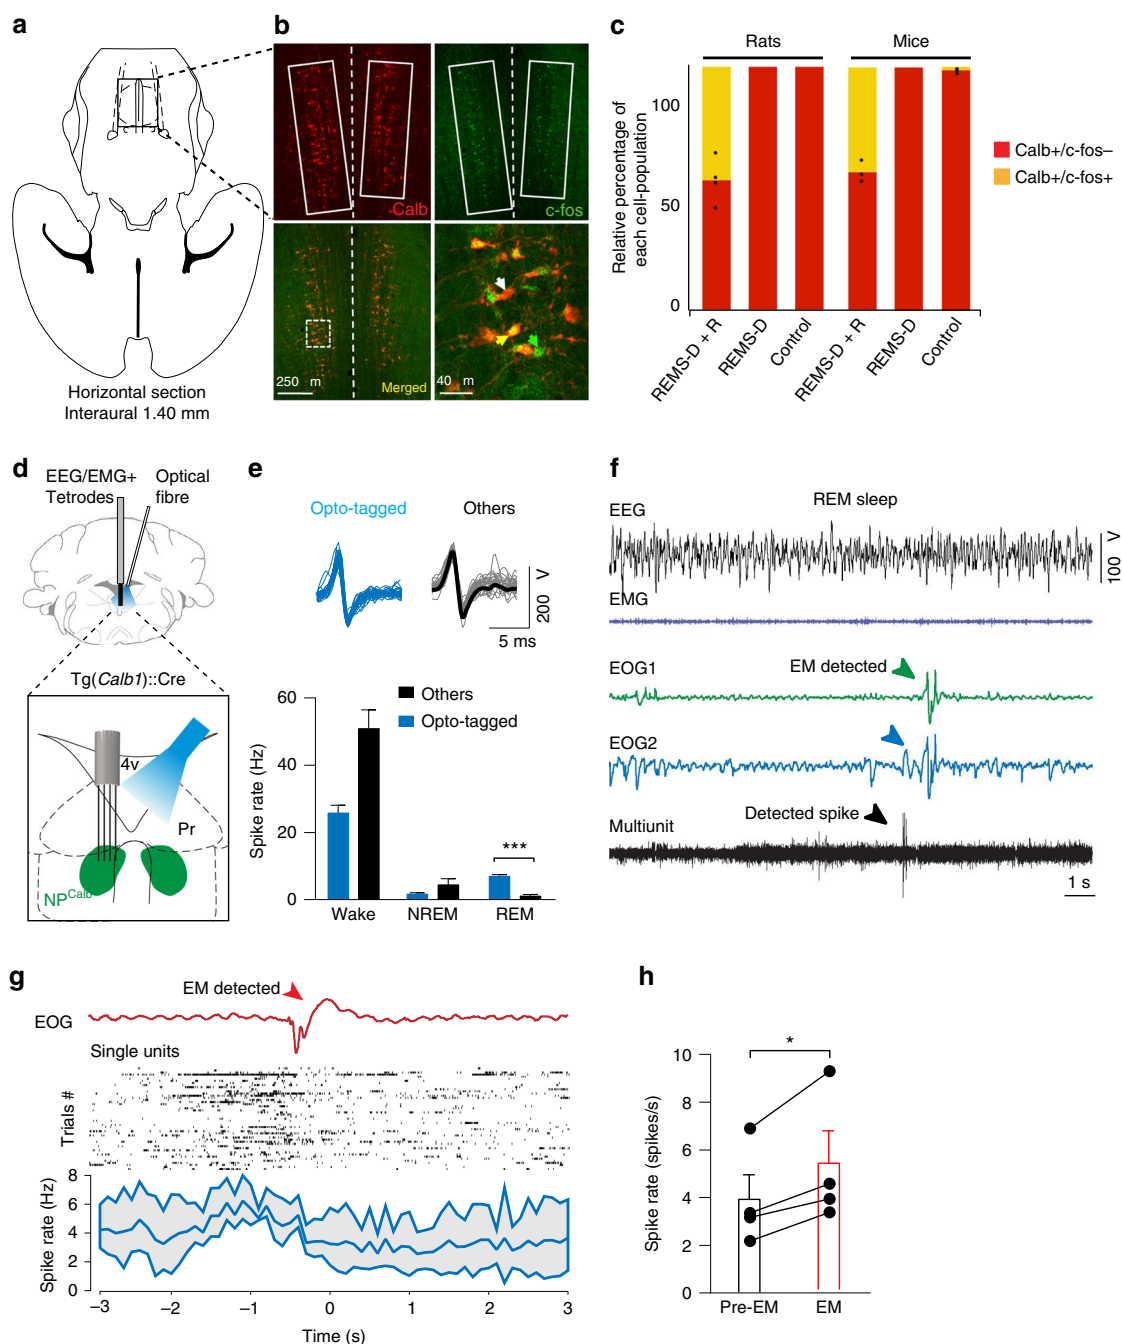 a
Horizontal section
Interaural 1.40 mm
b
Calb
c-fos
250 m
Merged
40 m
c
Rats
Mice
Relative percentage of
each cell-population
100
50
0
REMS-D + R
REMS-D
Control
REMS-D + R
REMS-D
Control
Calb+/c-fos–
Calb+/c-fos+
d
EEG/EMG+
Tetrodes
Optical
fibre
Tg(Calb1)::Cre
4v
Pr
NPCalb
e
Opto-tagged
Others
200 V
5 ms
Others
Opto-tagged
Spike rate (Hz)
60
40
20
0
***
Wake
NREM
REM
f
REM sleep
EEG
100 V
EMG
EOG1
EM detected
EOG2
Detected spike
Multiunit
1 s
g
EM detected
EOG
Single units
Trials #
Spike rate (Hz)
8
6
4
2
0
–3
–2
–1
0
1
2
3
Time (s)
h
*
Spike rate (spikes/s)
10
8
6
4
2
0
Pre-EM
EM